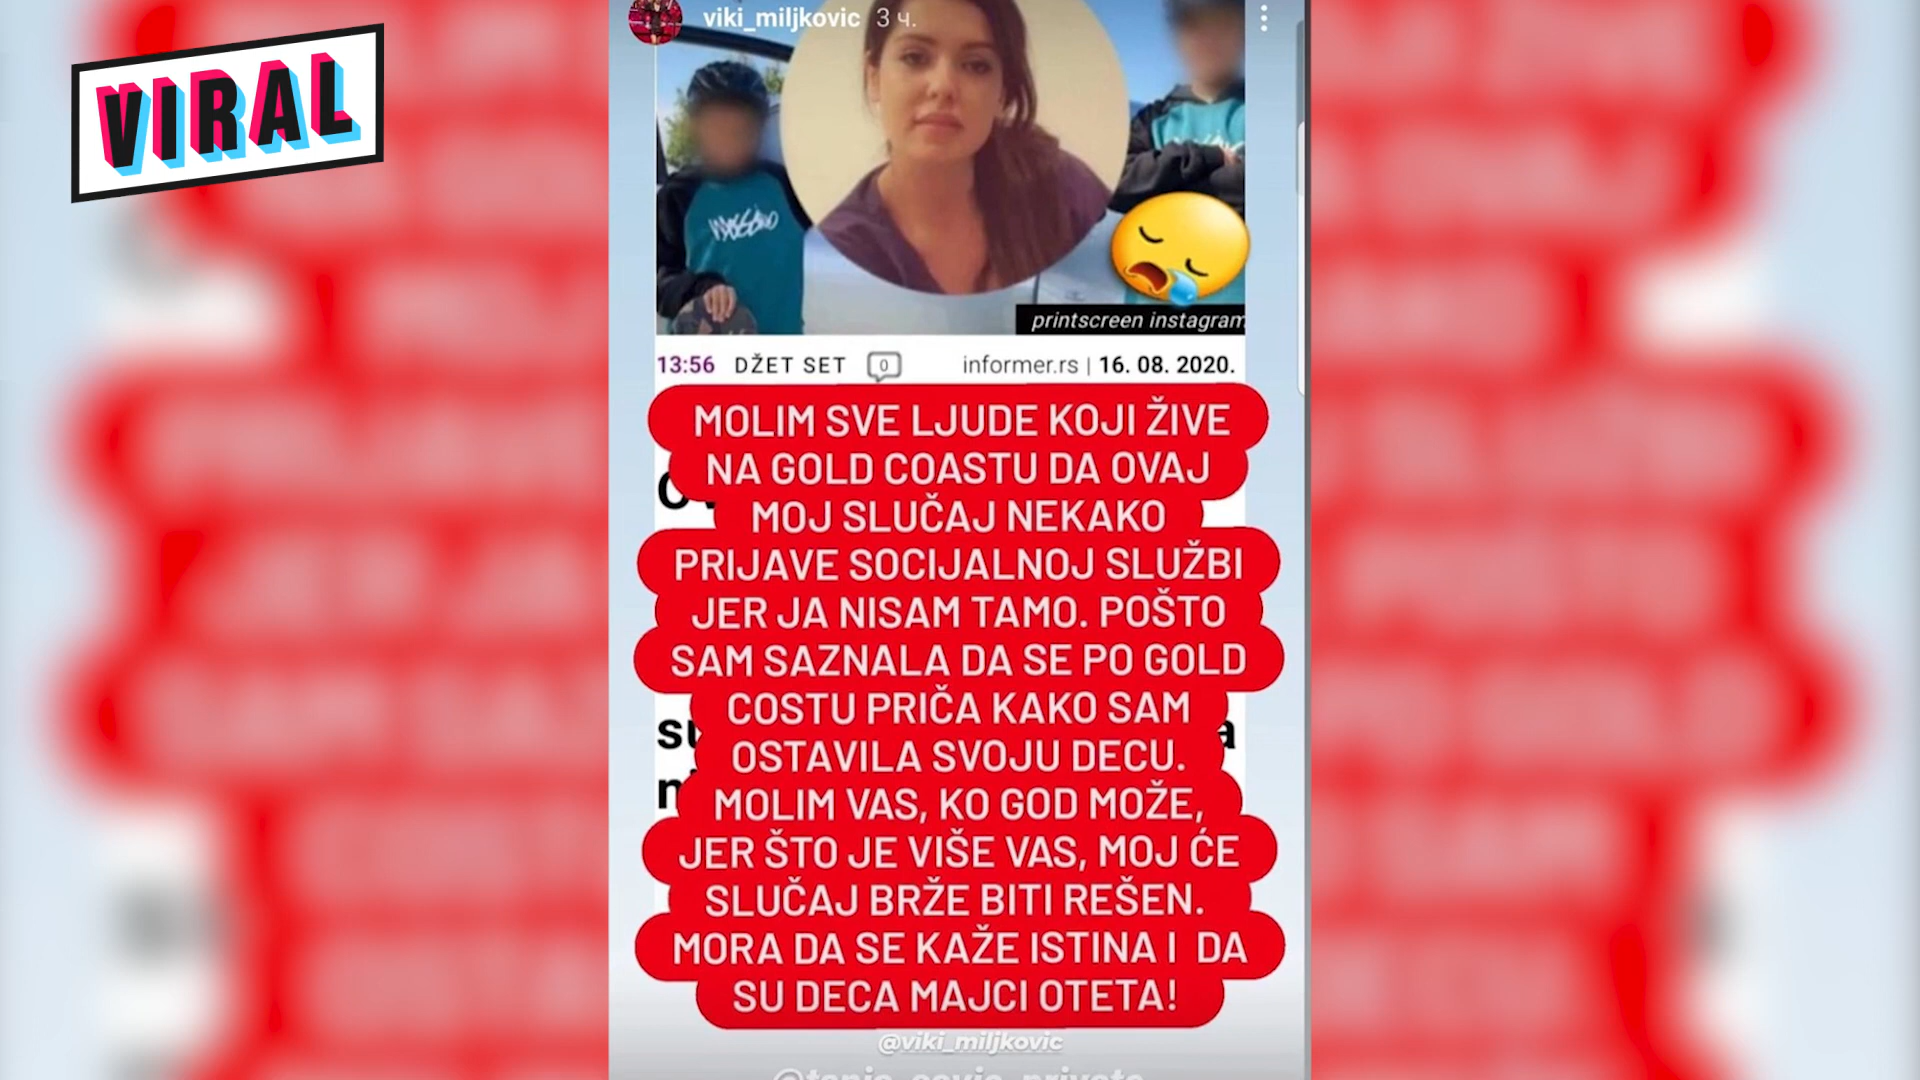 VIRAL
viki_miljkovic 3 ч.
printscreen instagram
13:56 DŽET SET 0 informer.rs | 16. 08. 2020.
MOLIM SVE LJUDE KOJI ŽIVE
NA GOLD COASTU DA OVAJ
MOJ SLUČAJ NEKAKO
PRIJAVE SOCIJALNOJ SLUŽBI
JER JA NISAM TAMO. POŠTO
SAM SAZNALA DA SE PO GOLD
COSTU PRIČA KAKO SAM
OSTAVILA SVOJU DECU.
MOLIM VAS, KO GOD MOŽE,
JER ŠTO JE VIŠE VAS, MOJ ĆE
SLUČAJ BRŽE BITI REŠEN.
MORA DA SE KAŽE ISTINA I DA
SU DECA MAJCI OTETA!
@viki_miljkovic